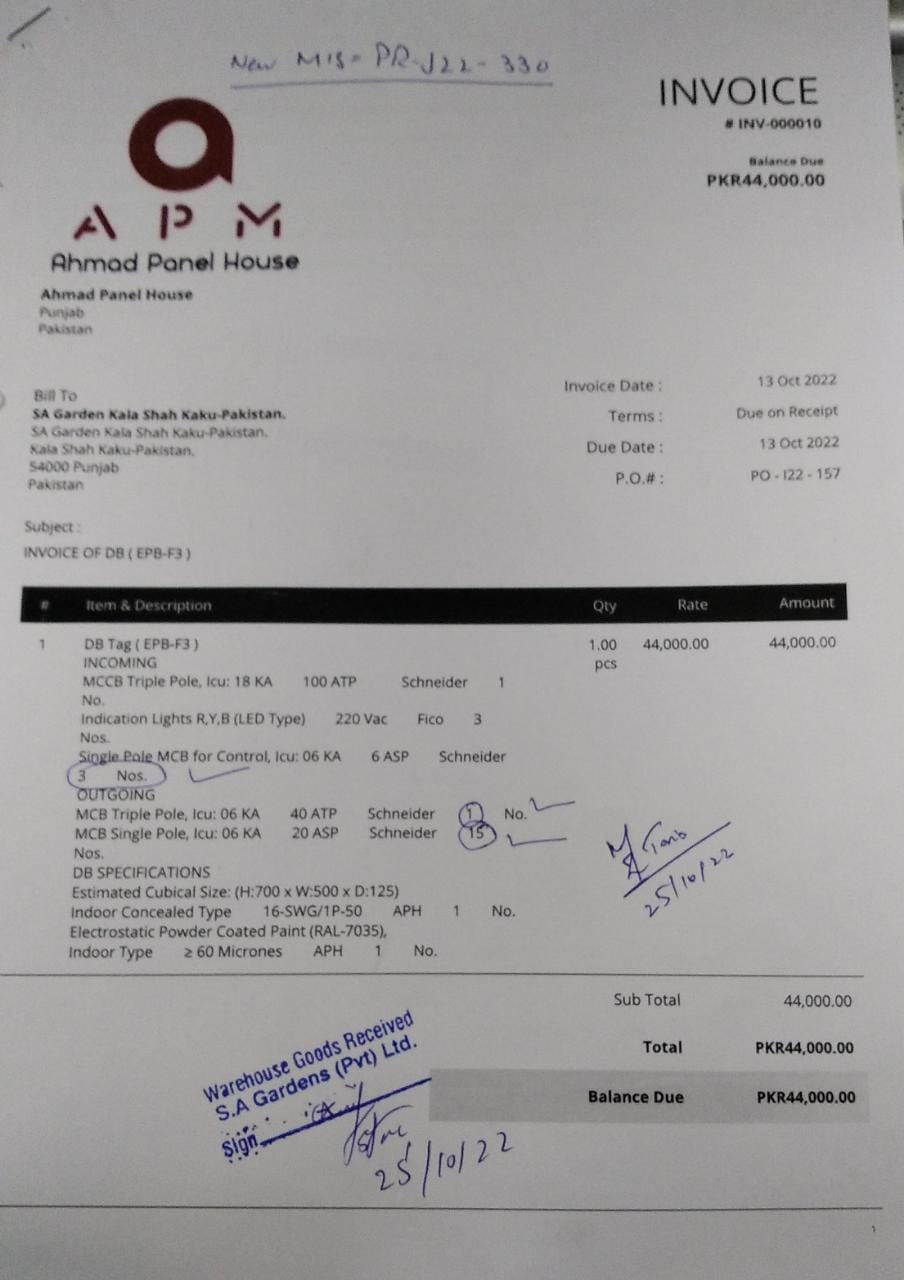 New MIS- PR-J22-330
INVOICE
# INV-000010
Balance Due
PKR44,000.00
A P M
Ahmad Panel House
Ahmad Panel House
Punjab
Pakistan
Bill To
SA Garden Kala Shah Kaku-Pakistan.
SA Garden Kala Shah Kaku-Pakistan.
Kala Shah Kaku-Pakistan.
54000 Punjab
Pakistan
Invoice Date : 13 Oct 2022
Terms : Due on Receipt
Due Date : 13 Oct 2022
P.O.# : PO - I22 - 157
Subject :
INVOICE OF DB ( EPB-F3 )
# Item & Description Qty Rate Amount
1 DB Tag ( EPB-F3 ) 1.00 44,000.00 44,000.00
INCOMING pcs
MCCB Triple Pole, Icu: 18 KA 100 ATP Schneider 1
No.
Indication Lights R,Y,B (LED Type) 220 Vac Fico 3
Nos.
Single Pole MCB for Control, Icu: 06 KA 6 ASP Schneider
3 Nos.
OUTGOING
MCB Triple Pole, Icu: 06 KA 40 ATP Schneider 1 No.
MCB Single Pole, Icu: 06 KA 20 ASP Schneider 15
Nos.
DB SPECIFICATIONS
Estimated Cubical Size: (H:700 x W:500 x D:125)
Indoor Concealed Type 16-SWG/1P-50 APH 1 No.
Electrostatic Powder Coated Paint (RAL-7035),
Indoor Type ≥ 60 Micrones APH 1 No.
25/10/22
Sub Total 44,000.00
Total PKR44,000.00
Balance Due PKR44,000.00
Warehouse Goods Received
S.A Gardens (Pvt) Ltd.
Sign
25/10/22
1